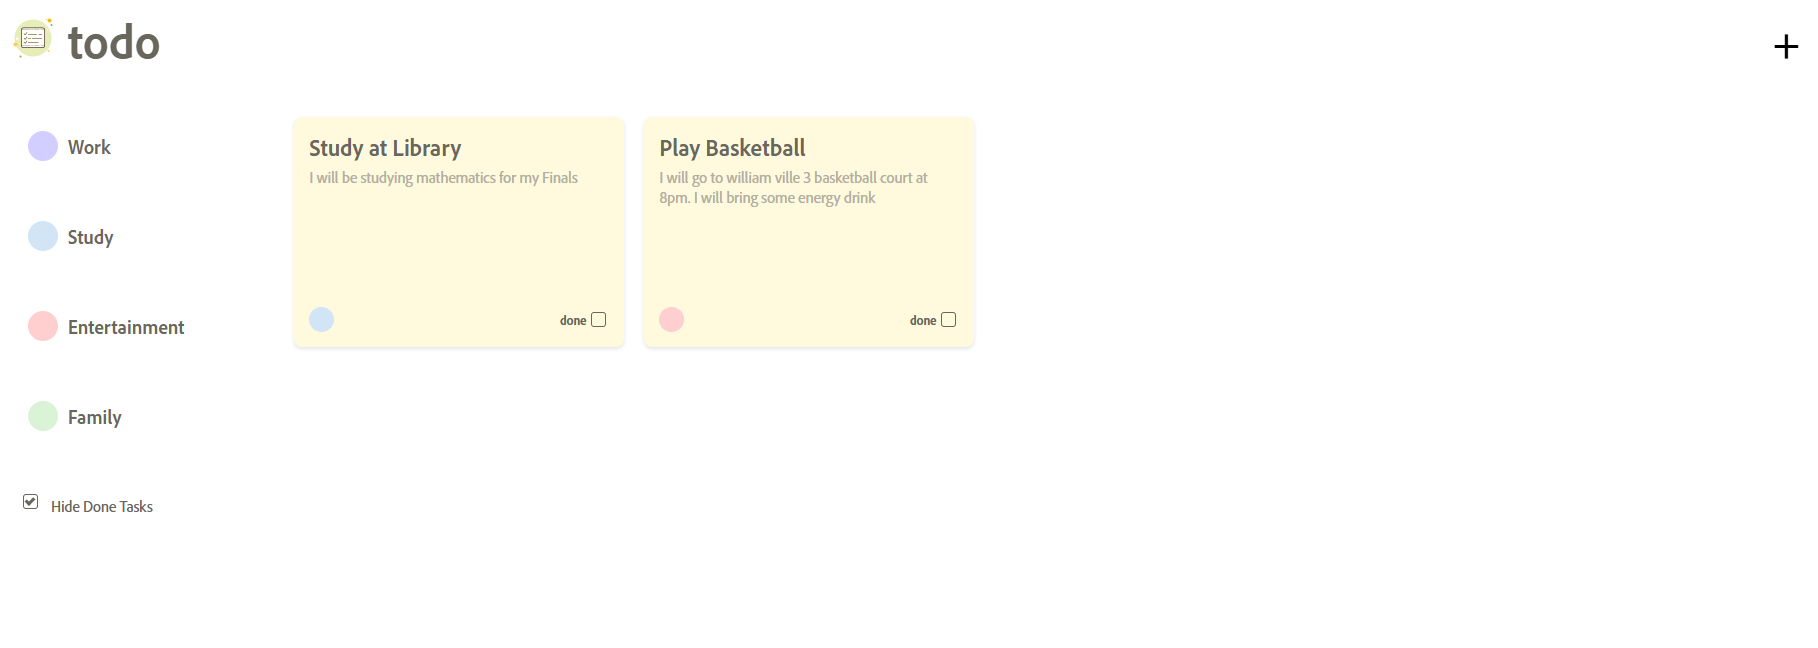 todo
Work
Study
Entertainment
Family
Hide Done Tasks
Study at Library
I will be studying mathematics for my Finals
done
Play Basketball
I will go to william ville 3 basketball court at
8pm. I will bring some energy drink
done